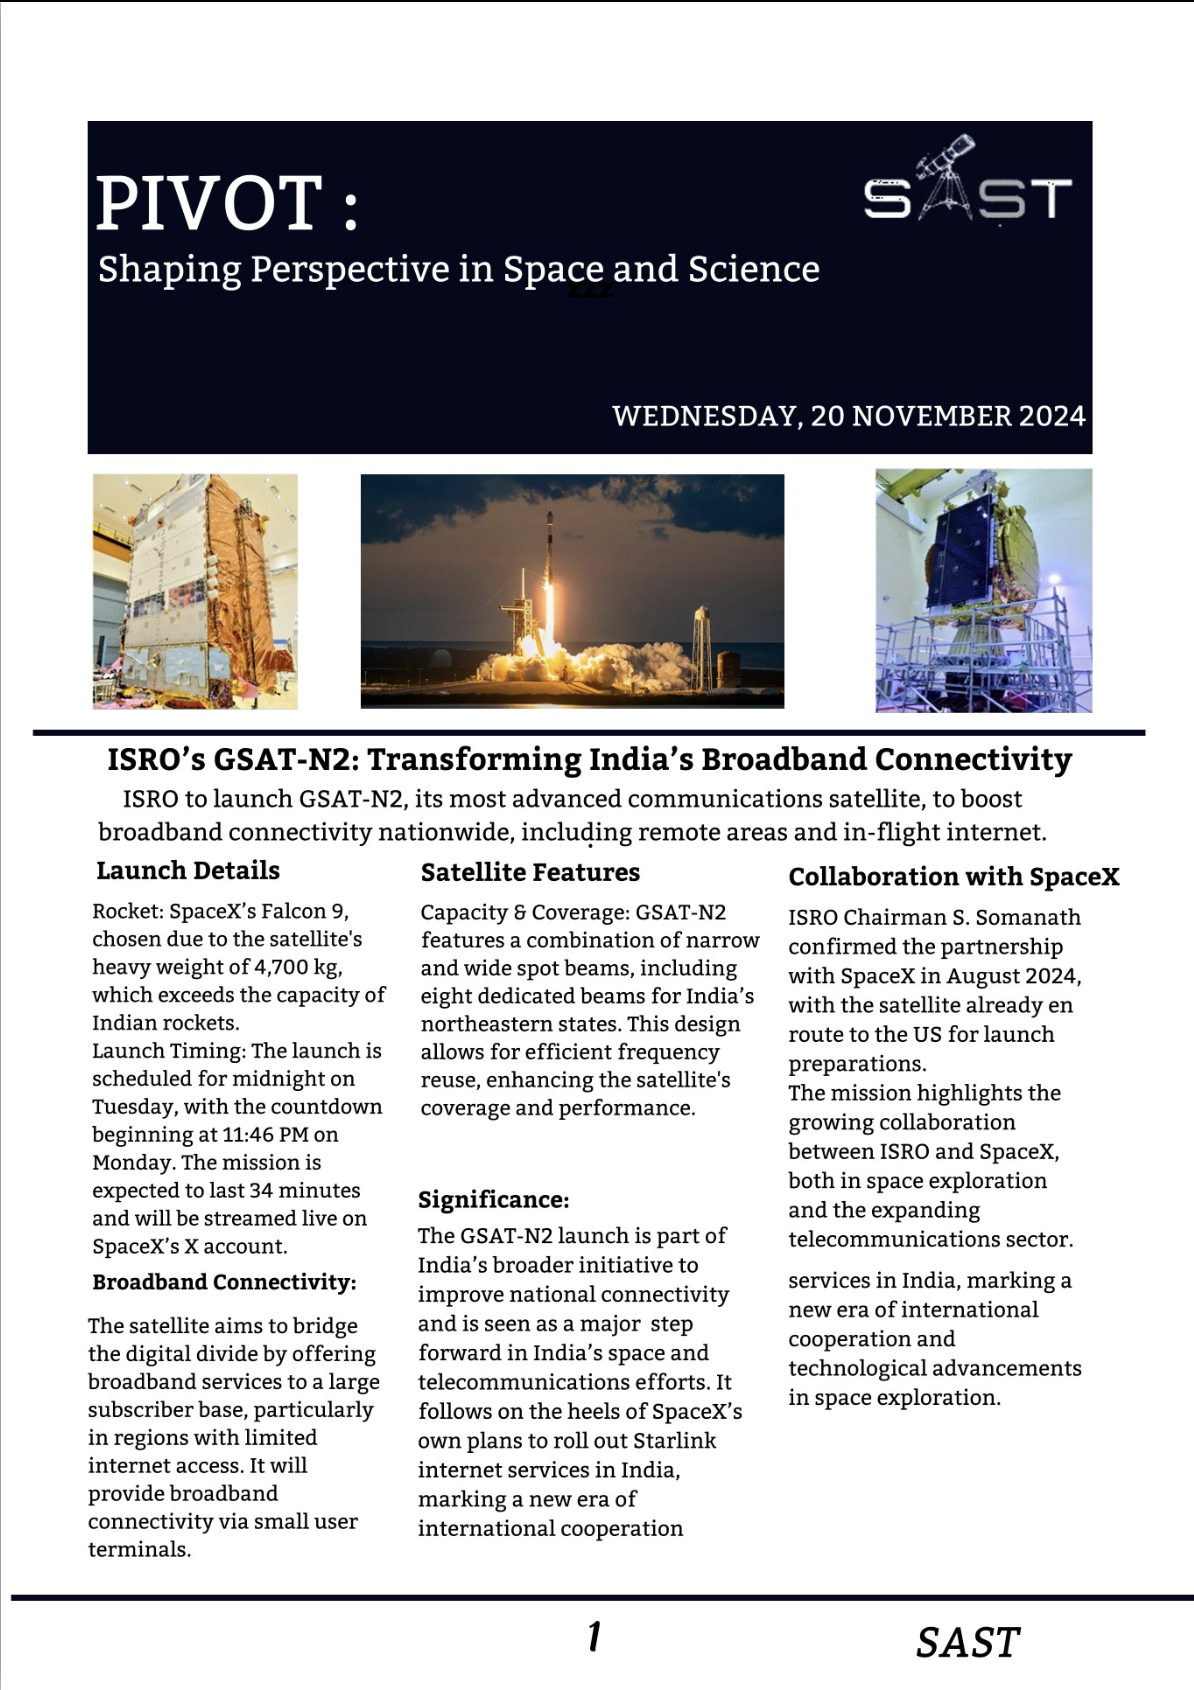 PIVOT :
SAST
Shaping Perspective in Space and Science
zzz
WEDNESDAY, 20 NOVEMBER 2024
ISRO’s GSAT-N2: Transforming India’s Broadband Connectivity
ISRO to launch GSAT-N2, its most advanced communications satellite, to boost
broadband connectivity nationwide, including remote areas and in-flight internet.
Launch Details
Rocket: SpaceX’s Falcon 9,
chosen due to the satellite's
heavy weight of 4,700 kg,
which exceeds the capacity of
Indian rockets.
Launch Timing: The launch is
scheduled for midnight on
Tuesday, with the countdown
beginning at 11:46 PM on
Monday. The mission is
expected to last 34 minutes
and will be streamed live on
SpaceX’s X account.
Broadband Connectivity:
The satellite aims to bridge
the digital divide by offering
broadband services to a large
subscriber base, particularly
in regions with limited
internet access. It will
provide broadband
connectivity via small user
terminals.
Satellite Features
Capacity & Coverage: GSAT-N2
features a combination of narrow
and wide spot beams, including
eight dedicated beams for India’s
northeastern states. This design
allows for efficient frequency
reuse, enhancing the satellite's
coverage and performance.
Significance:
The GSAT-N2 launch is part of
India’s broader initiative to
improve national connectivity
and is seen as a major  step
forward in India’s space and
telecommunications efforts. It
follows on the heels of SpaceX’s
own plans to roll out Starlink
internet services in India,
marking a new era of
international cooperation
Collaboration with SpaceX
ISRO Chairman S. Somanath
confirmed the partnership
with SpaceX in August 2024,
with the satellite already en
route to the US for launch
preparations.
The mission highlights the
growing collaboration
between ISRO and SpaceX,
both in space exploration
and the expanding
telecommunications sector.
services in India, marking a
new era of international
cooperation and
technological advancements
in space exploration.
1
SAST